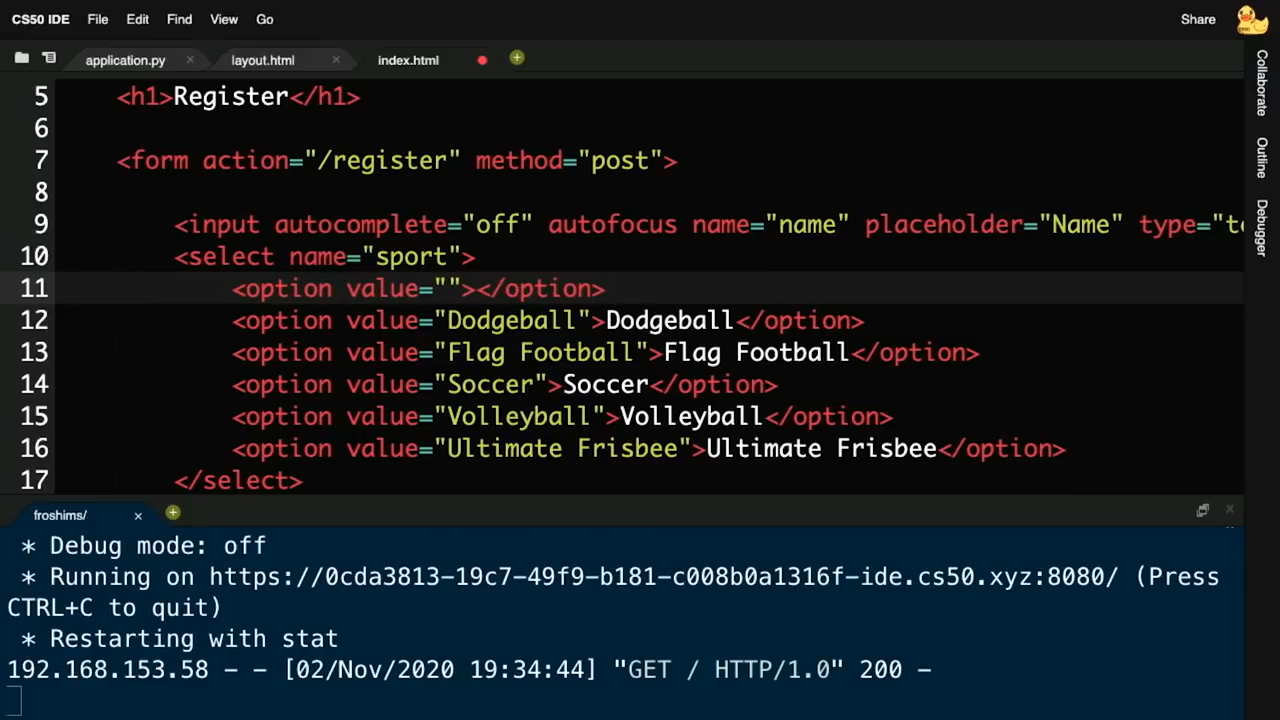 CS50 IDE File Edit Find View Go Share
application.py × layout.html × index.html
5 <h1>Register</h1>
6
7 <form action="/register" method="post">
8
9 <input autocomplete="off" autofocus name="name" placeholder="Name" type="te
10 <select name="sport">
11 <option value=""></option>
12 <option value="Dodgeball">Dodgeball</option>
13 <option value="Flag Football">Flag Football</option>
14 <option value="Soccer">Soccer</option>
15 <option value="Volleyball">Volleyball</option>
16 <option value="Ultimate Frisbee">Ultimate Frisbee</option>
17 </select>
Collaborate
Outline
Debugger
froshims/ ×
* Debug mode: off
* Running on https://0cda3813-19c7-49f9-b181-c008b0a1316f-ide.cs50.xyz:8080/ (Press
CTRL+C to quit)
* Restarting with stat
192.168.153.58 - - [02/Nov/2020 19:34:44] "GET / HTTP/1.0" 200 -